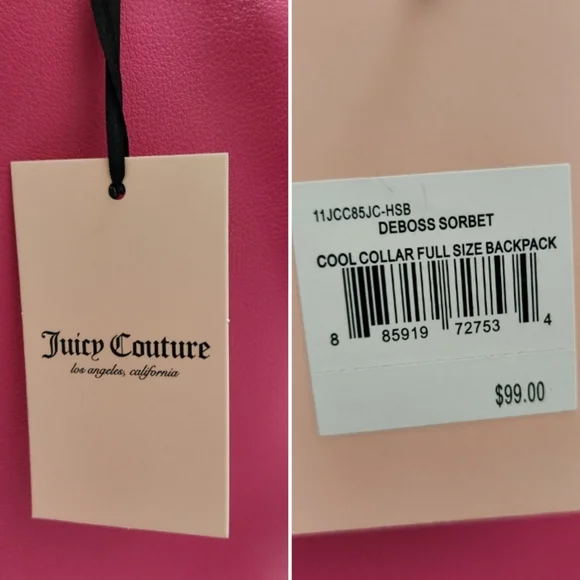 Juicy Couture
los angeles, california
11JCC85JC-HSB
DEBOSS SORBET
COOL COLLAR FULL SIZE BACKPACK
8 85919 72753 4
$99.00